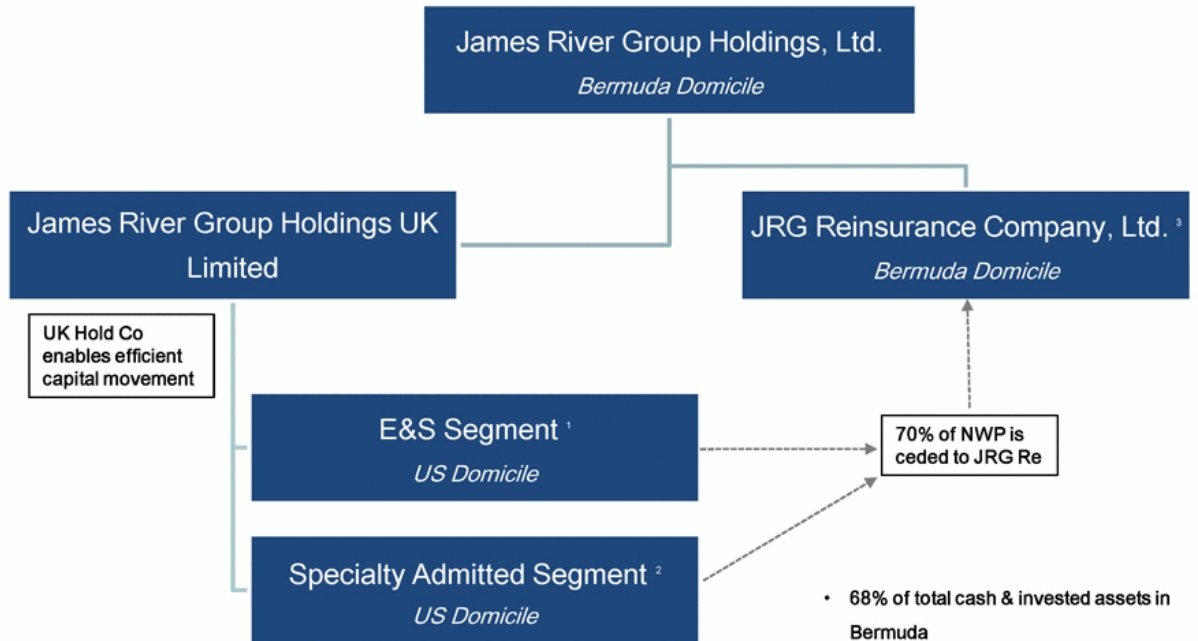 James River Group Holdings, Ltd.
Bermuda Domicile
James River Group Holdings UK
Limited
JRG Reinsurance Company, Ltd. ³
Bermuda Domicile
UK Hold Co
enables efficient
capital movement
E&S Segment ¹
US Domicile
70% of NWP is
ceded to JRG Re
Specialty Admitted Segment ²
US Domicile
• 68% of total cash & invested assets in
Bermuda